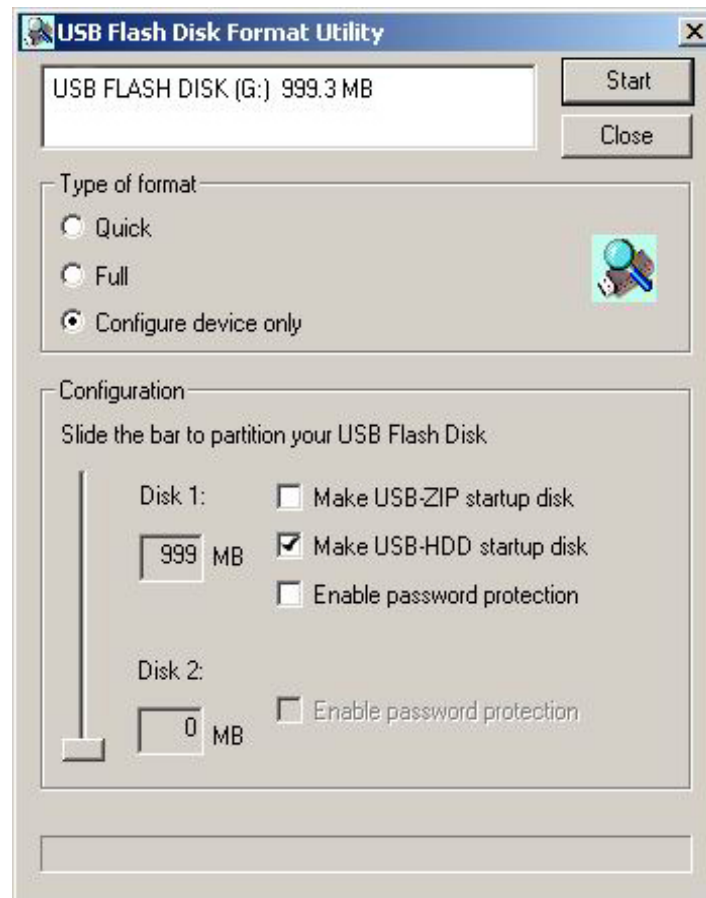 USB Flash Disk Format Utility
USB FLASH DISK (G:) 999.3 MB
Start
Close
Type of format
Quick
Full
Configure device only
Configuration
Slide the bar to partition your USB Flash Disk
Disk 1:
Make USB-ZIP startup disk
999 MB
Make USB-HDD startup disk
Enable password protection
Disk 2:
0 MB
Enable password protection